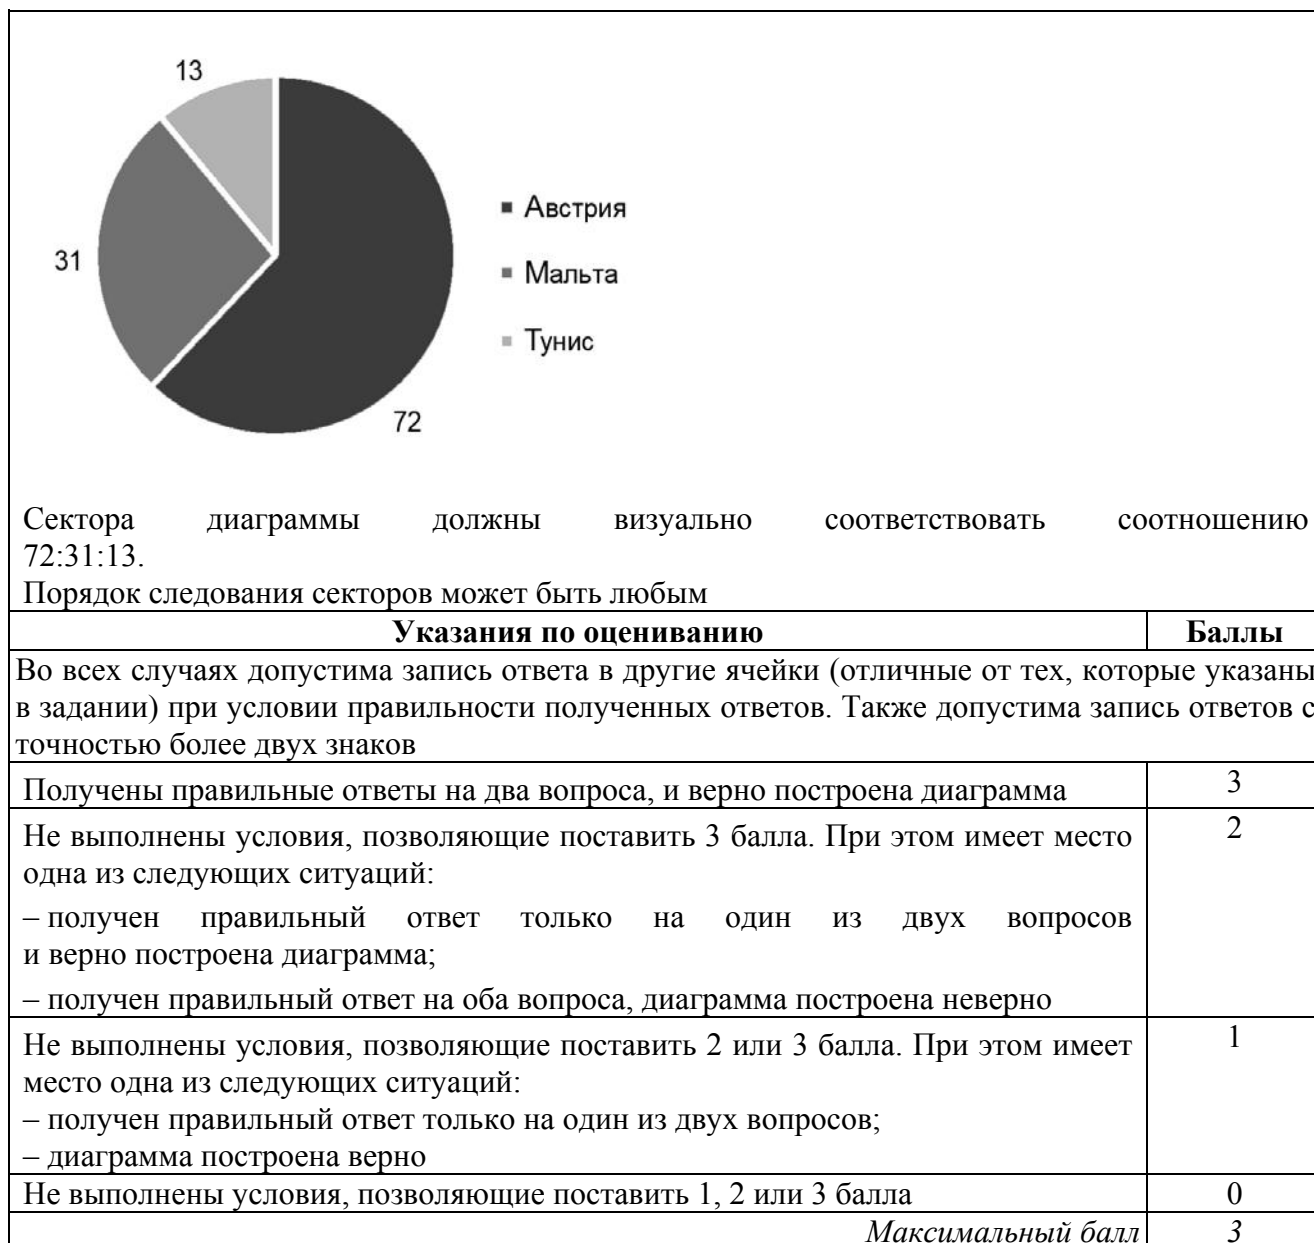 13
31
72
Австрия
Мальта
Тунис
Сектора диаграммы должны визуально соответствовать соотношению
72:31:13.
Порядок следования секторов может быть любым
Указания по оцениванию
Баллы
Во всех случаях допустима запись ответа в другие ячейки (отличные от тех, которые указаны
в задании) при условии правильности полученных ответов. Также допустима запись ответов с
точностью более двух знаков
Получены правильные ответы на два вопроса, и верно построена диаграмма
3
Не выполнены условия, позволяющие поставить 3 балла. При этом имеет место
2
одна из следующих ситуаций:
– получен правильный ответ только на один из двух вопросов
и верно построена диаграмма;
– получен правильный ответ на оба вопроса, диаграмма построена неверно
Не выполнены условия, позволяющие поставить 2 или 3 балла. При этом имеет
1
место одна из следующих ситуаций:
– получен правильный ответ только на один из двух вопросов;
– диаграмма построена верно
Не выполнены условия, позволяющие поставить 1, 2 или 3 балла
0
Максимальный балл
3